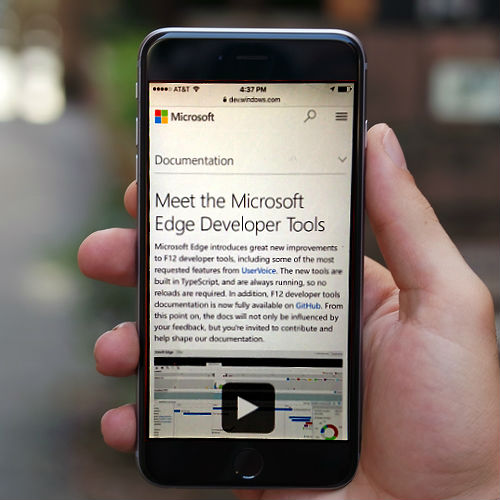 AT&T 4:37 PM
dev.windows.com
Microsoft
Documentation
Meet the Microsoft
Edge Developer Tools
Microsoft Edge introduces great new improvements
to F12 developer tools, including some of the most
requested features from UserVoice. The new tools are
built in TypeScript, and are always running, so no
reloads are required. In addition, F12 developer tools
documentation is now fully available on GitHub. From
this point on, the docs will not only be influenced by
your feedback, but you're invited to contribute and
help shape our documentation.